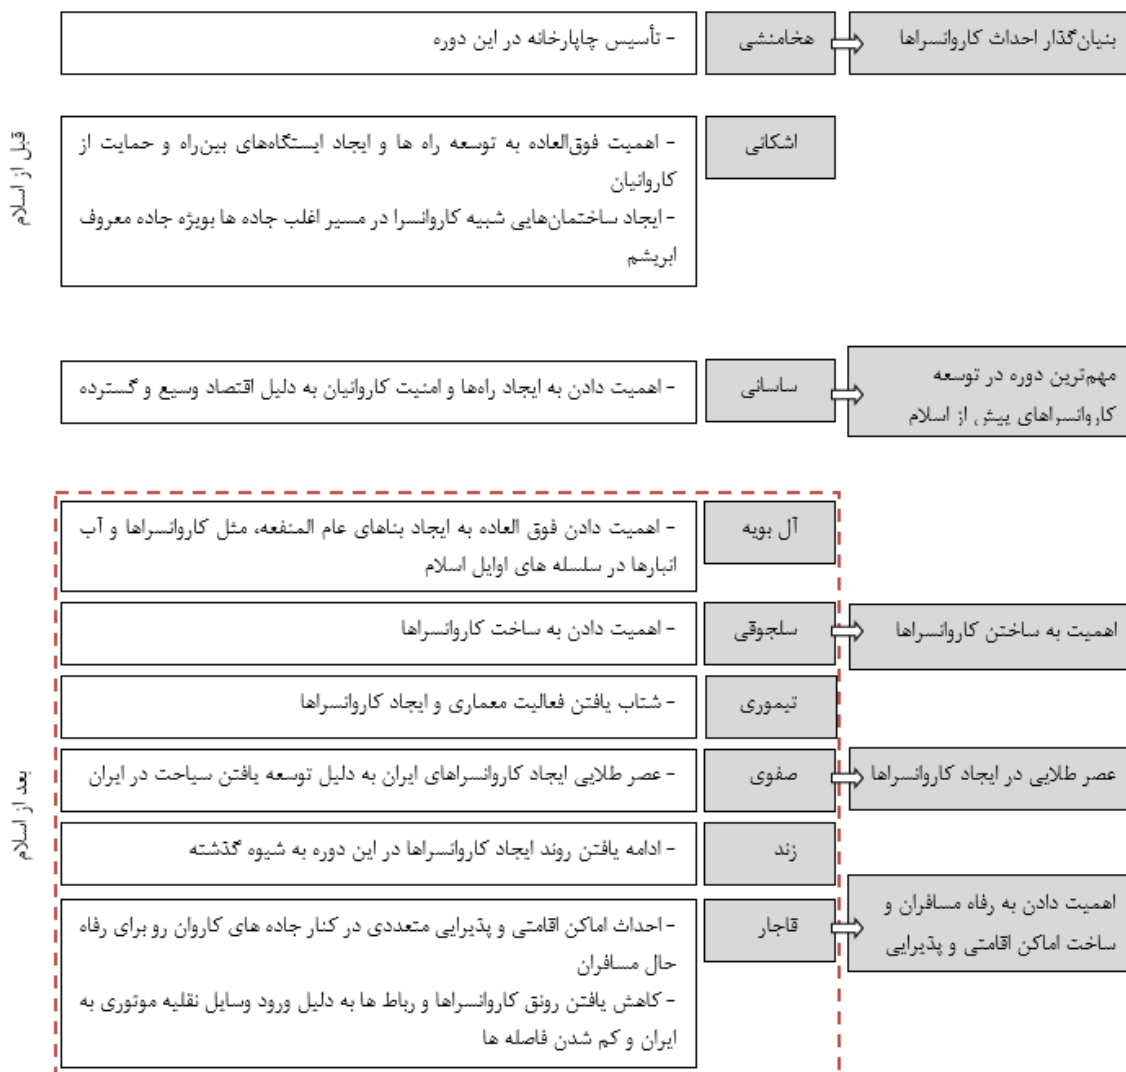 بنیان‌گذار احداث کاروانسراها
هخامنشی
- تأسیس چاپارخانه در این دوره
قبل از اسلام
اشکانی
- اهمیت فوق‌العاده به توسعه راه ها و ایجاد ایستگاه‌های بین‌راه و حمایت از
کاروانیان
- ایجاد ساختمان‌هایی شبیه کاروانسرا در مسیر اغلب جاده ها بویژه جاده معروف
ابریشم
مهم‌ترین دوره در توسعه
کاروانسراهای پیش از اسلام
ساسانی
- اهمیت دادن به ایجاد راه‌ها و امنیت کاروانیان به دلیل اقتصاد وسیع و گسترده
آل بویه
- اهمیت دادن فوق العاده به ایجاد بناهای عام المنفعه، مثل کاروانسراها و آب
انبارها در سلسله های اوایل اسلام
اهمیت به ساختن کاروانسراها
سلجوقی
- اهمیت دادن به ساخت کاروانسراها
تیموری
- شتاب یافتن فعالیت معماری و ایجاد کاروانسراها
عصر طلایی در ایجاد کاروانسراها
صفوی
- عصر طلایی ایجاد کاروانسراهای ایران به دلیل توسعه یافتن سیاحت در ایران
بعد از اسلام
زند
- ادامه یافتن روند ایجاد کاروانسراها در این دوره به شیوه گذشته
اهمیت دادن به رفاه مسافران و
ساخت اماکن اقامتی و پذیرایی
قاجار
- احداث اماکن اقامتی و پذیرایی متعددی در کنار جاده های کاروان رو برای رفاه
حال مسافران
- کاهش یافتن رونق کاروانسراها و رباط ها به دلیل ورود وسایل نقلیه موتوری به
ایران و کم شدن فاصله ها